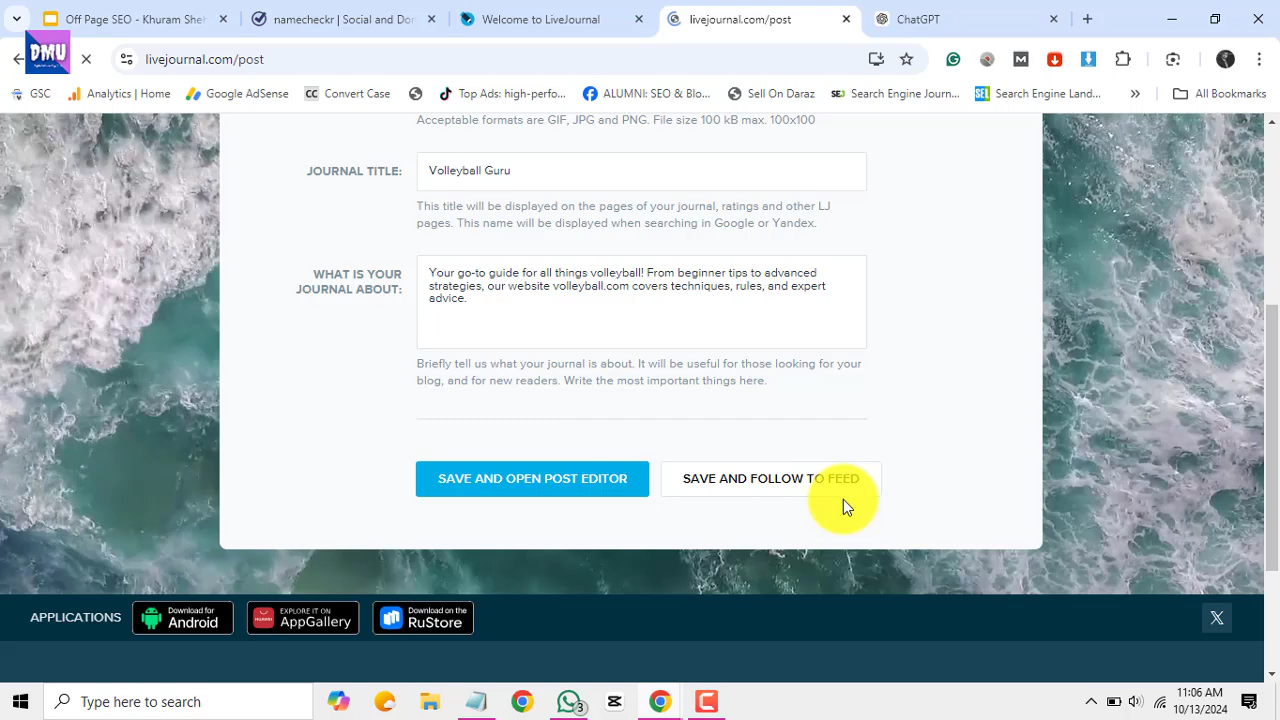 Off Page SEO - Khuram Sheh
namecheckr | Social and Dom
Welcome to LiveJournal
livejournal.com/post
ChatGPT
DMU
livejournal.com/post
GSC
Analytics | Home
Google AdSense
CC Convert Case
Top Ads: high-perfo...
ALUMNI: SEO & Blo...
Sell On Daraz
SEJ Search Engine Journ...
SEL Search Engine Land...
All Bookmarks
Acceptable formats are GIF, JPG and PNG. File size 100 kB max. 100x100
JOURNAL TITLE:
Volleyball Guru
This title will be displayed on the pages of your journal, ratings and other LJ
pages. This name will be displayed when searching in Google or Yandex.
WHAT IS YOUR
JOURNAL ABOUT:
Your go-to guide for all things volleyball! From beginner tips to advanced
strategies, our website volleyball.com covers techniques, rules, and expert
advice.
Briefly tell us what your journal is about. It will be useful for those looking for your
blog, and for new readers. Write the most important things here.
SAVE AND OPEN POST EDITOR
SAVE AND FOLLOW TO FEED
APPLICATIONS
Download for
Android
EXPLORE IT ON
AppGallery
Download on the
RuStore
Type here to search
3
11:06 AM
10/13/2024